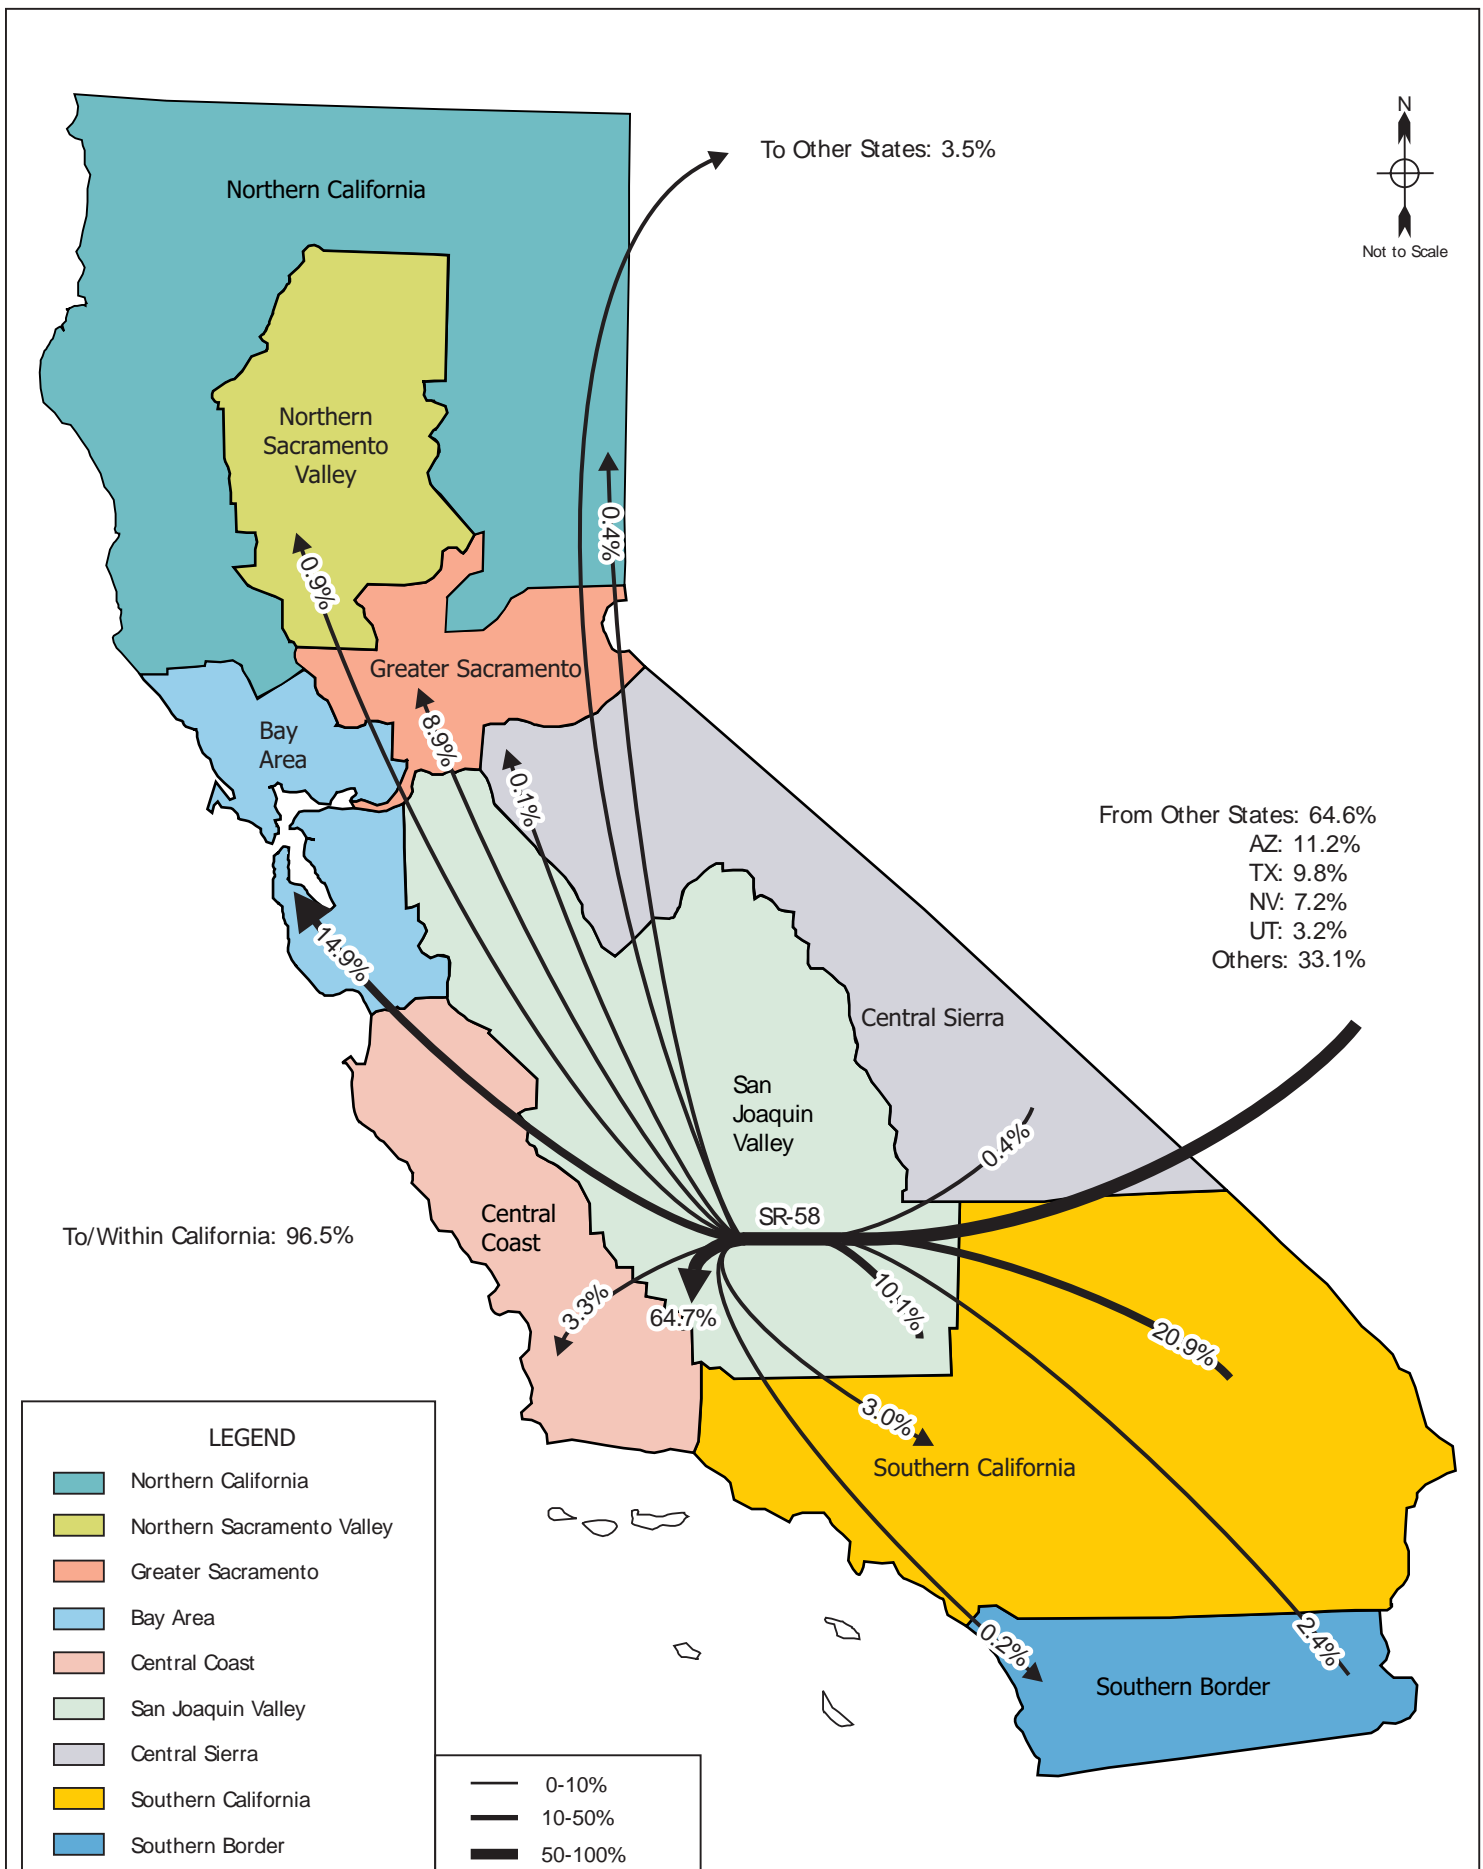 N
Not to Scale
To Other States: 3.5%
Northern California
Northern
Sacramento
Valley
0.4%
0.9%
Greater Sacramento
8.9%
Bay
Area
0.1%
From Other States: 64.6%
AZ: 11.2%
TX: 9.8%
NV: 7.2%
UT: 3.2%
Others: 33.1%
14.9%
Central Sierra
San
Joaquin
Valley
0.4%
SR-58
Central
Coast
To/Within California: 96.5%
3.3%
64.7%
10.1%
20.9%
3.0%
Southern California
0.2%
2.4%
Southern Border
LEGEND
Northern California
Northern Sacramento Valley
Greater Sacramento
Bay Area
Central Coast
San Joaquin Valley
Central Sierra
Southern California
Southern Border
0-10%
10-50%
50-100%